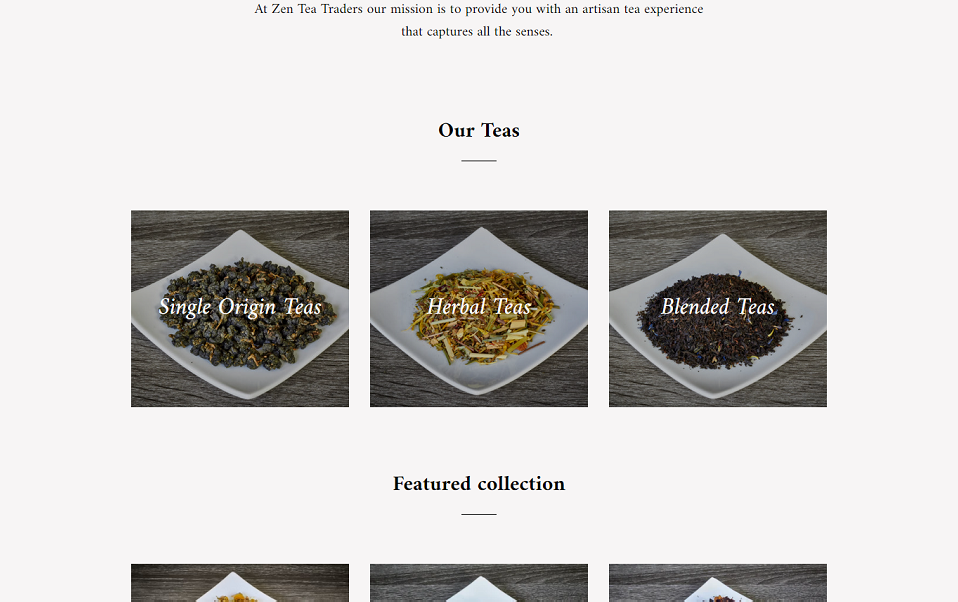 At Zen Tea Traders our mission is to provide you with an artisan tea experience
that captures all the senses.
Our Teas
Single Origin Teas
Herbal Teas
Blended Teas
Featured collection